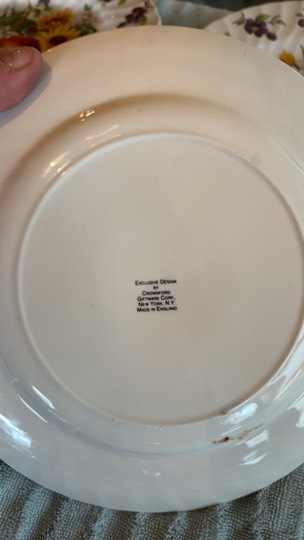 Exclusive Design
by
Crownford
Giftware Corp.,
New York, N.Y.
Made in England